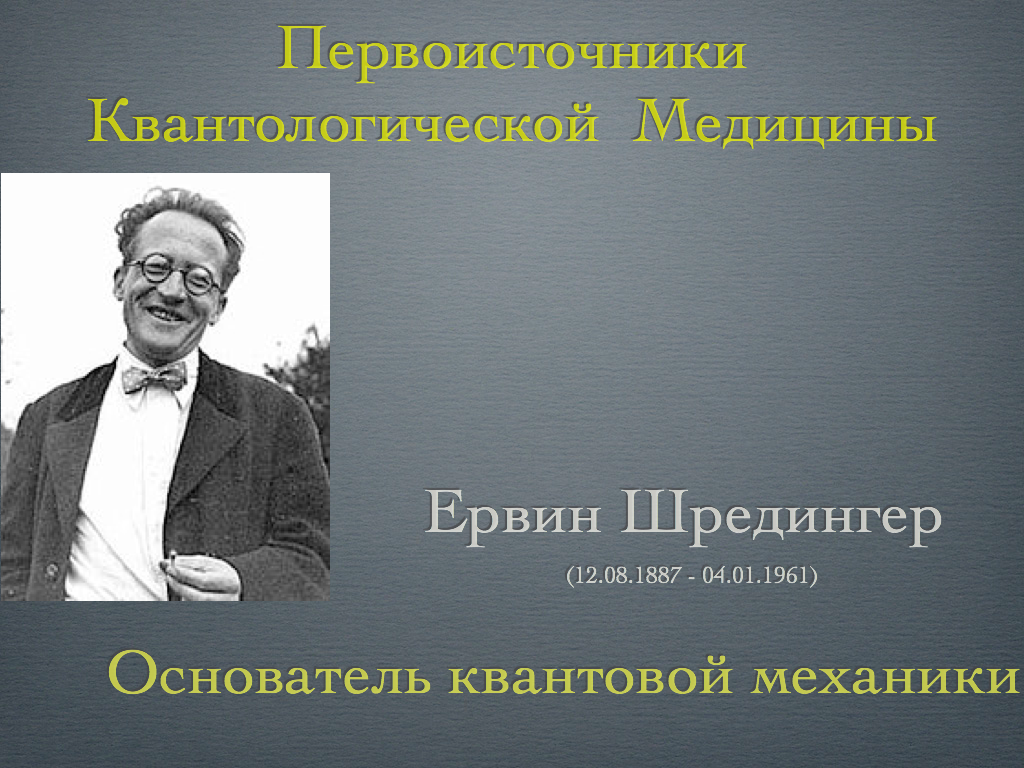 Первоисточники
Квантологической Медицины
Ервин Шредингер
(12.08.1887 - 04.01.1961)
Основатель квантовой механики